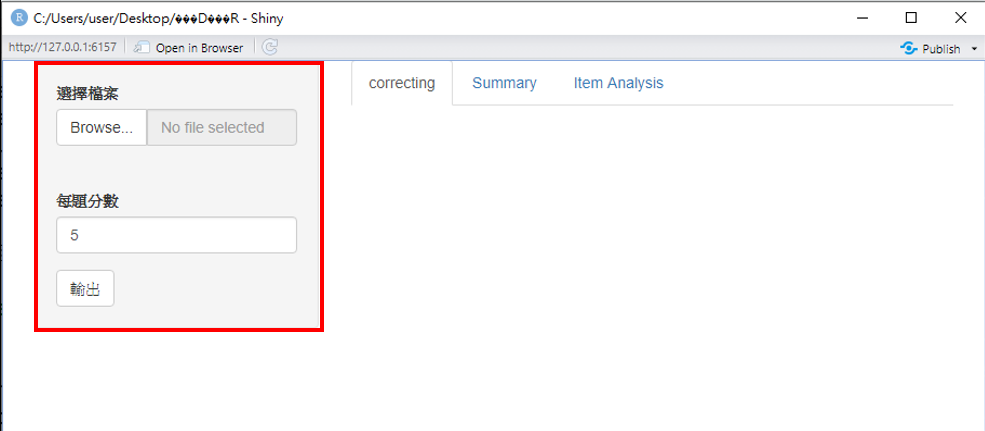 C:/Users/user/Desktop/���D���R - Shiny
http://127.0.0.1:6157 Open in Browser Publish
選擇檔案
Browse... No file selected
每題分數
5
輸出
correcting Summary Item Analysis